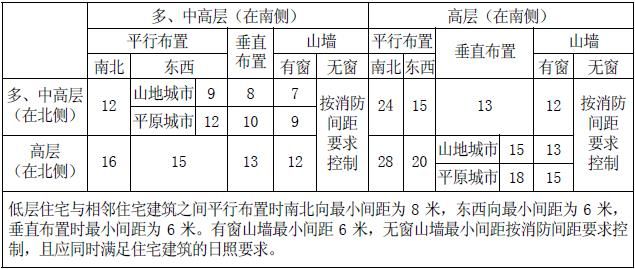 多、中高层（在南侧） 高层（在南侧）
平行布置 垂直布置 山墙 平行布置 垂直布置 山墙
南北 东西 有窗 无窗 南北 东西 有窗 无窗
多、中高层（在北侧） 12 山地城市 9 8 7 按消防间距要求控制 24 15 13 12 按消防间距要求控制
平原城市 12 10 9
高层（在北侧） 16 15 13 12 28 20 山地城市 15 13
平原城市 18 15
低层住宅与相邻住宅建筑之间平行布置时南北向最小间距为 8 米，东西向最小间距为 6 米，
垂直布置时最小间距为 6 米。有窗山墙最小间距 6 米，无窗山墙最小间距按消防间距要求控
制，且应同时满足住宅建筑的日照要求。